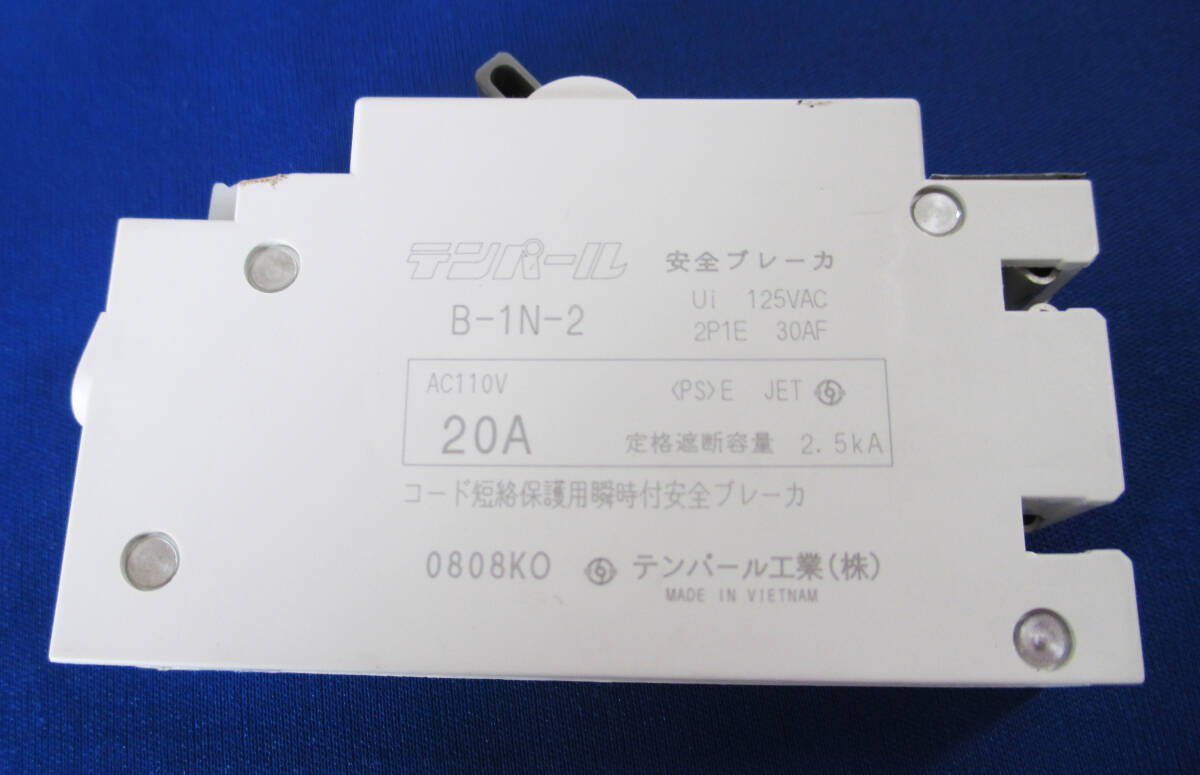 テンパール 安全ブレーカ
B-1N-2 Ui 125VAC
2P1E 30AF
AC110V <PS>E JET
20A 定格遮断容量 2.5kA
コード短絡保護用瞬時付安全ブレーカ
0808KO テンパール工業(株)
MADE IN VIETNAM